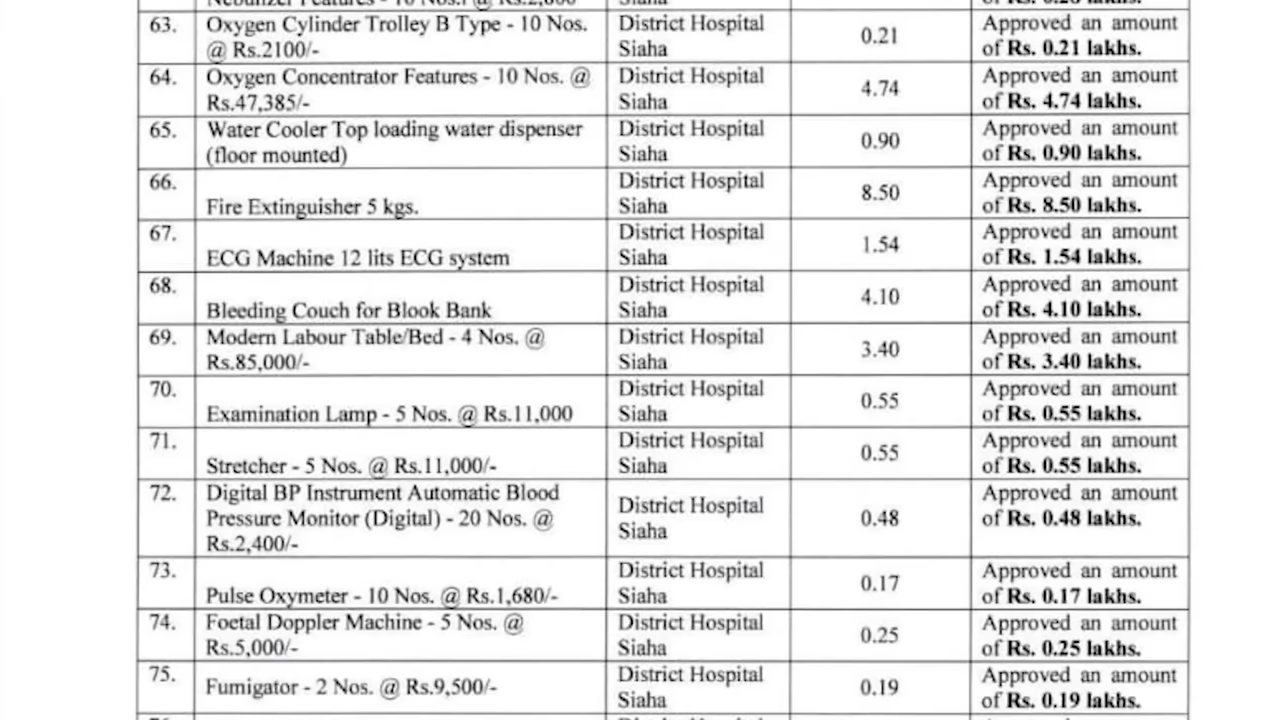 63. Oxygen Cylinder Trolley B Type - 10 Nos. District Hospital 0.21 Approved an amount
@ Rs.2100/- Siaha of Rs. 0.21 lakhs.
64. Oxygen Concentrator Features - 10 Nos. @ District Hospital 4.74 Approved an amount
Rs.47,385/- Siaha of Rs. 4.74 lakhs.
65. Water Cooler Top loading water dispenser District Hospital 0.90 Approved an amount
(floor mounted) Siaha of Rs. 0.90 lakhs.
66. District Hospital 8.50 Approved an amount
Fire Extinguisher 5 kgs. Siaha of Rs. 8.50 lakhs.
67. District Hospital 1.54 Approved an amount
ECG Machine 12 lits ECG system Siaha of Rs. 1.54 lakhs.
68. District Hospital 4.10 Approved an amount
Bleeding Couch for Blook Bank Siaha of Rs. 4.10 lakhs.
69. Modern Labour Table/Bed - 4 Nos. @ District Hospital 3.40 Approved an amount
Rs.85,000/- Siaha of Rs. 3.40 lakhs.
70. District Hospital 0.55 Approved an amount
Examination Lamp - 5 Nos. @ Rs.11,000 Siaha of Rs. 0.55 lakhs.
71. District Hospital 0.55 Approved an amount
Stretcher - 5 Nos. @ Rs.11,000/- Siaha of Rs. 0.55 lakhs.
72. Digital BP Instrument Automatic Blood District Hospital 0.48 Approved an amount
Pressure Monitor (Digital) - 20 Nos. @ Siaha of Rs. 0.48 lakhs.
Rs.2,400/-
73. District Hospital 0.17 Approved an amount
Pulse Oxymeter - 10 Nos. @ Rs.1,680/- Siaha of Rs. 0.17 lakhs.
74. Foetal Doppler Machine - 5 Nos. @ District Hospital 0.25 Approved an amount
Rs.5,000/- Siaha of Rs. 0.25 lakhs.
75. Fumigator - 2 Nos. @ Rs.9,500/- District Hospital 0.19 Approved an amount
Siaha of Rs. 0.19 lakhs.